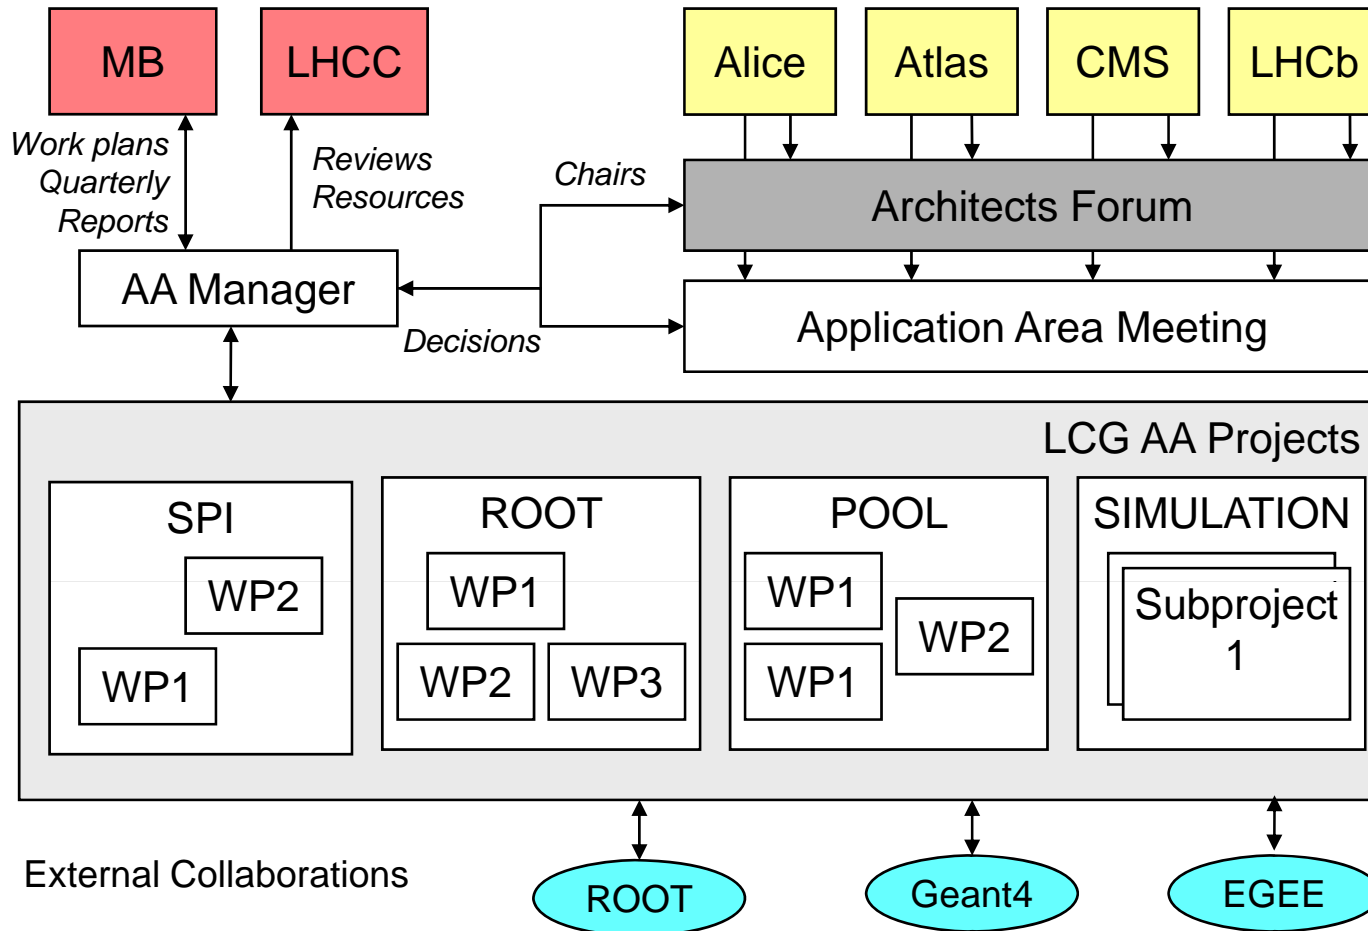 MB
LHCC
Alice
Atlas
CMS
LHCb
Work plans
Quarterly
Reports
Reviews
Resources
Chairs
Architects Forum
AA Manager
Decisions
Application Area Meeting
LCG AA Projects
SPI
WP2
WP1
ROOT
WP1
WP2
WP3
POOL
WP1
WP2
WP1
SIMULATION
Subproject
1
External Collaborations
ROOT
Geant4
EGEE